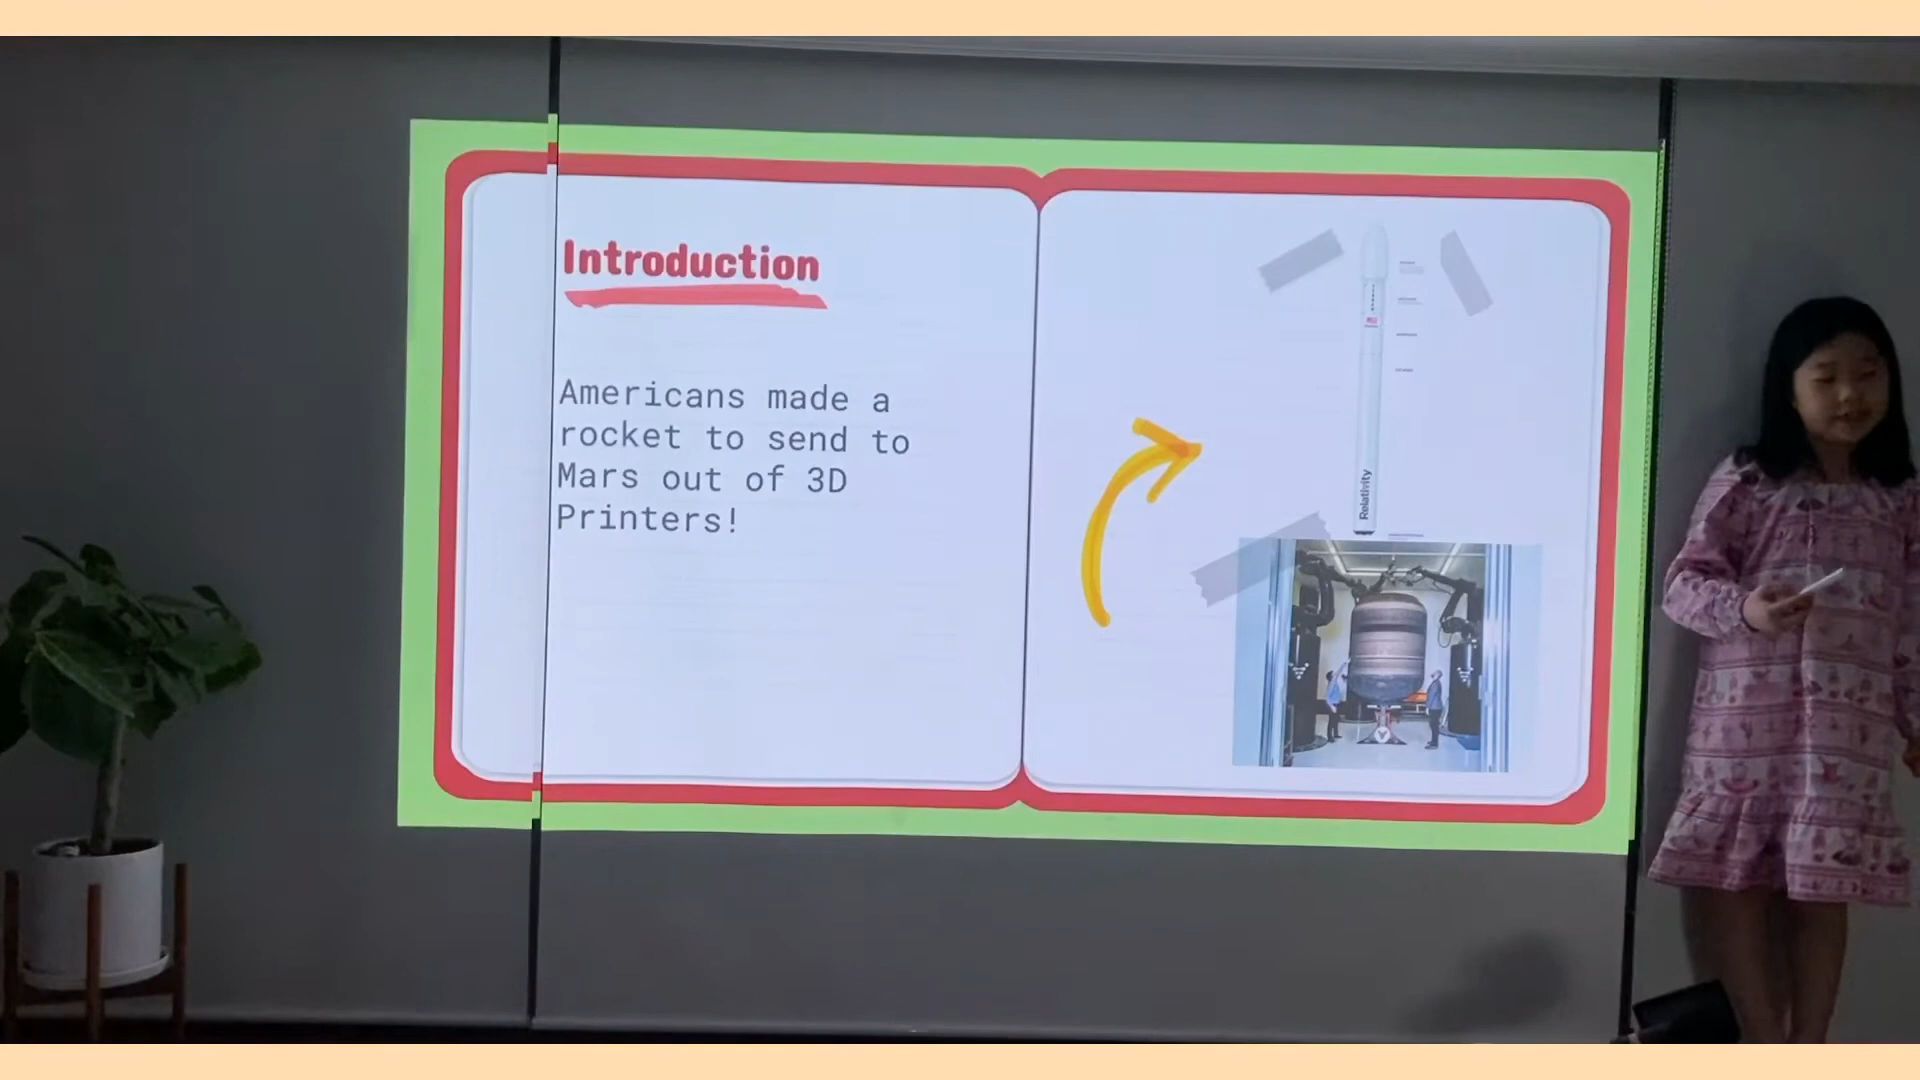 Introduction
Americans made a
rocket to send to
Mars out of 3D
Printers!
Relativity